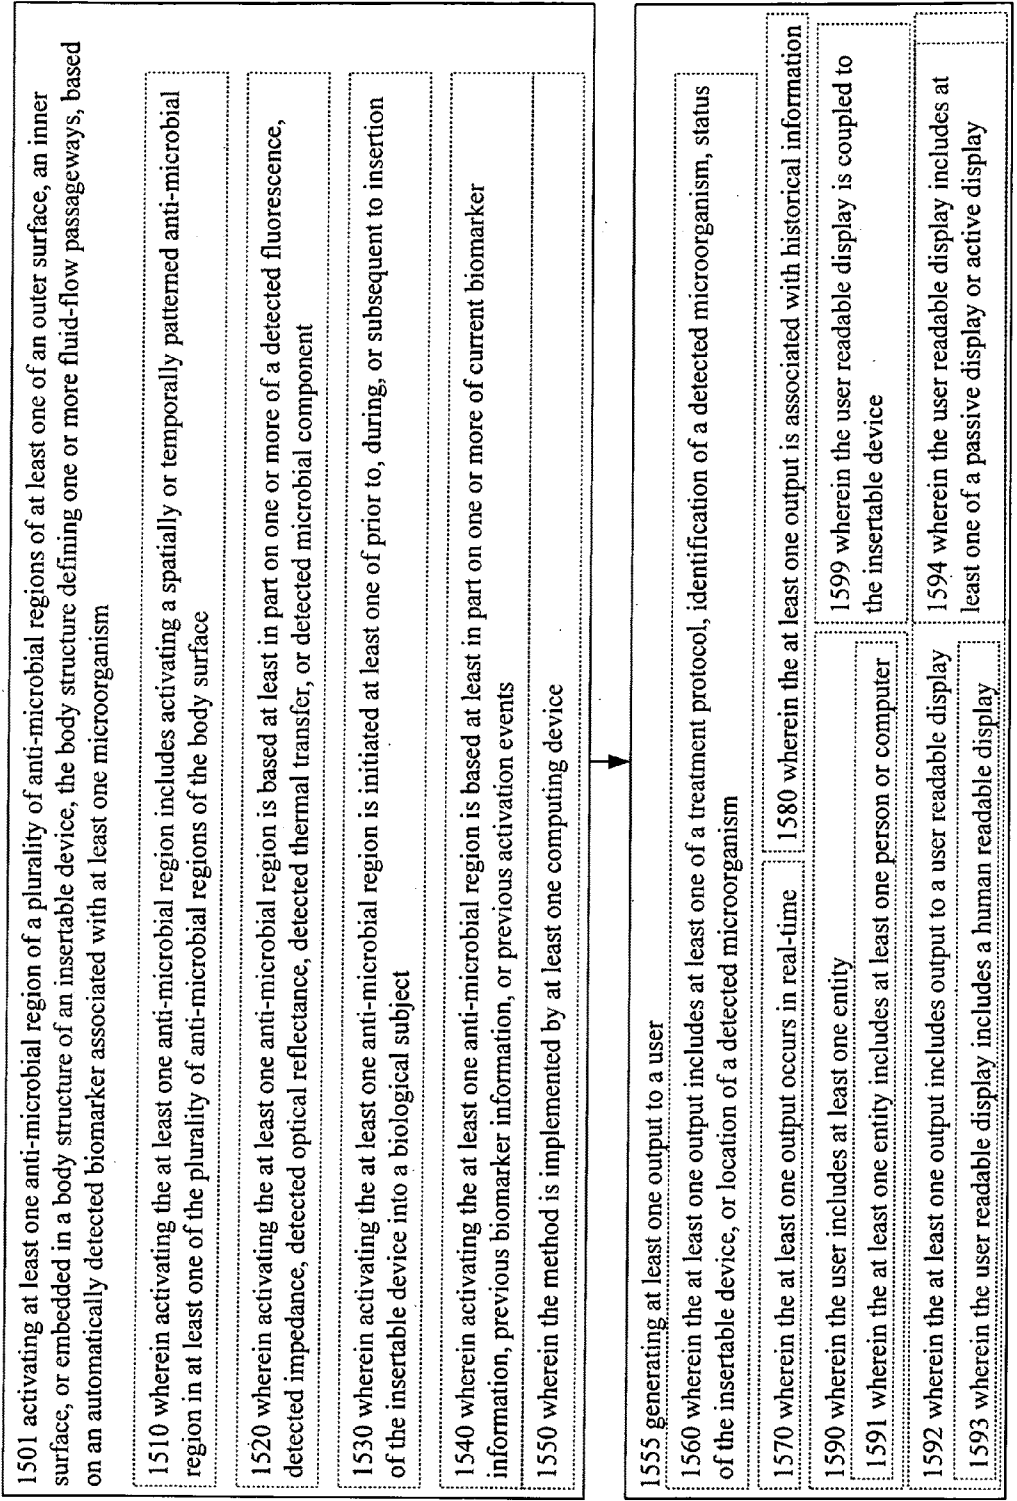 1501 activating at least one anti-microbial region of a plurality of anti-microbial regions of at least one of an outer surface, an inner
surface, or embedded in a body structure of an insertable device, the body structure defining one or more fluid-flow passageways, based
on an automatically detected biomarker associated with at least one microorganism
1510 wherein activating the at least one anti-microbial region includes activating a spatially or temporally patterned anti-microbial
region in at least one of the plurality of anti-microbial regions of the body surface
1520 wherein activating the at least one anti-microbial region is based at least in part on one or more of a detected fluorescence,
detected impedance, detected optical reflectance, detected thermal transfer, or detected microbial component
1530 wherein activating the at least one anti-microbial region is initiated at least one of prior to, during, or subsequent to insertion
of the insertable device into a biological subject
1540 wherein activating the at least one anti-microbial region is based at least in part on one or more of current biomarker
information, previous biomarker information, or previous activation events
1550 wherein the method is implemented by at least one computing device
1555 generating at least one output to a user
1560 wherein the at least one output includes at least one of a treatment protocol, identification of a detected microorganism, status
of the insertable device, or location of a detected microorganism
1570 wherein the at least one output occurs in real-time
1580 wherein the at least one output is associated with historical information
1590 wherein the user includes at least one entity
1591 wherein the at least one entity includes at least one person or computer
1599 wherein the user readable display is coupled to
the insertable device
1592 wherein the at least one output includes output to a user readable display
1593 wherein the user readable display includes a human readable display
1594 wherein the user readable display includes at
least one of a passive display or active display